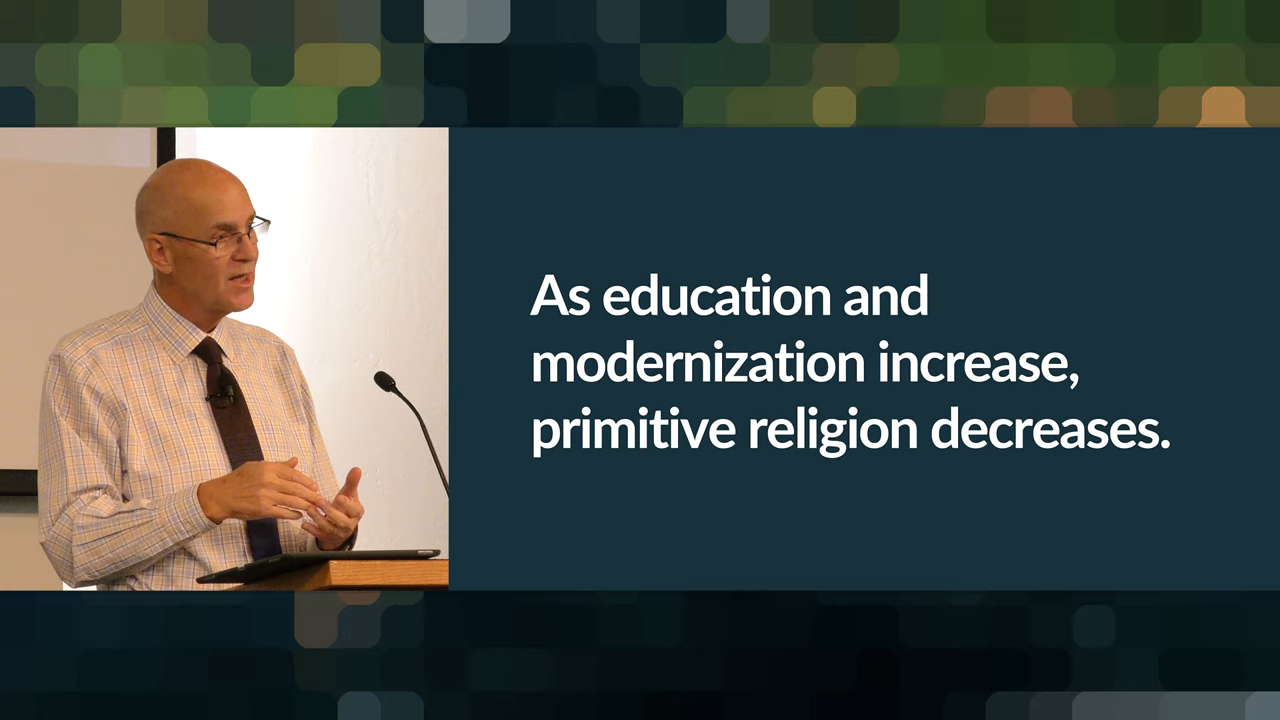 As education and
modernization increase,
primitive religion decreases.